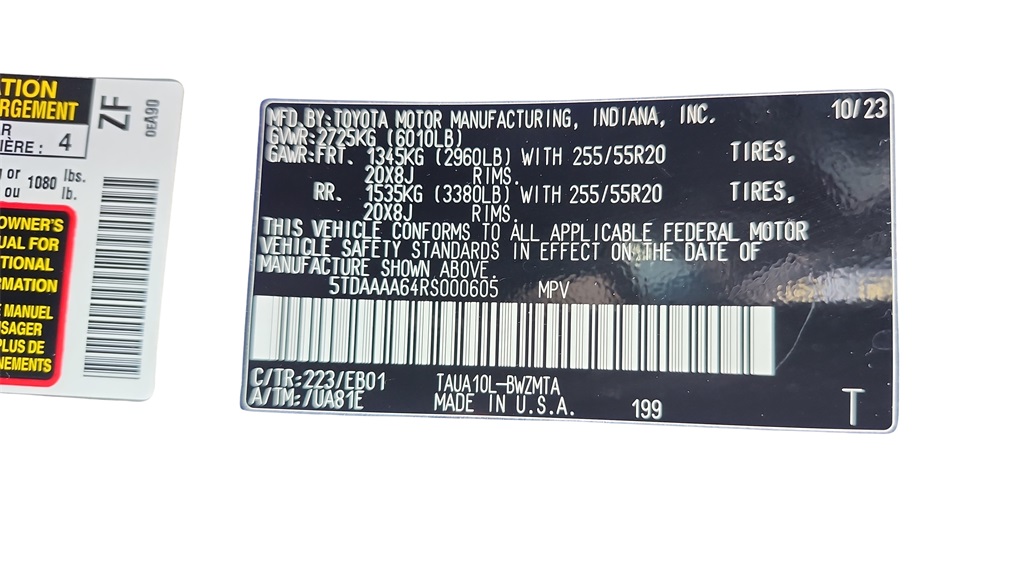 TION
RGEMENT
R
IÈRE : 4
g or 1080 lbs.
ou lb.
OWNER'S
UAL FOR
TIONAL
RMATION
E MANUEL
USAGER
PLUS DE
NEMENTS
ZF
0EA90
MFD. BY: TOYOTA MOTOR MANUFACTURING, INDIANA, INC. 10/23
GVWR: 2725KG (6010LB)
GAWR: FRT. 1345KG (2960LB) WITH 255/55R20 TIRES,
20X8J RIMS.
RR. 1535KG (3380LB) WITH 255/55R20 TIRES,
20X8J RIMS.
THIS VEHICLE CONFORMS TO ALL APPLICABLE FEDERAL MOTOR
VEHICLE SAFETY STANDARDS IN EFFECT ON THE DATE OF
MANUFACTURE SHOWN ABOVE.
5TDAAAA64RS000605 MPV
C/TR: 223/EB01 TAUA10L-BWZMTA
A/TM: /UA81E MADE IN U.S.A. 199 T